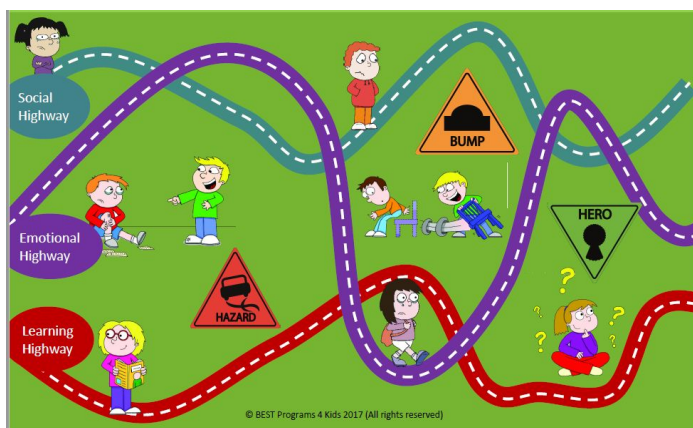 Social
Highway
BUMP
HERO
Emotional
Highway
HAZARD
? ? ? ? ?
Learning
Highway
© BEST Programs 4 Kids 2017 (All rights reserved)